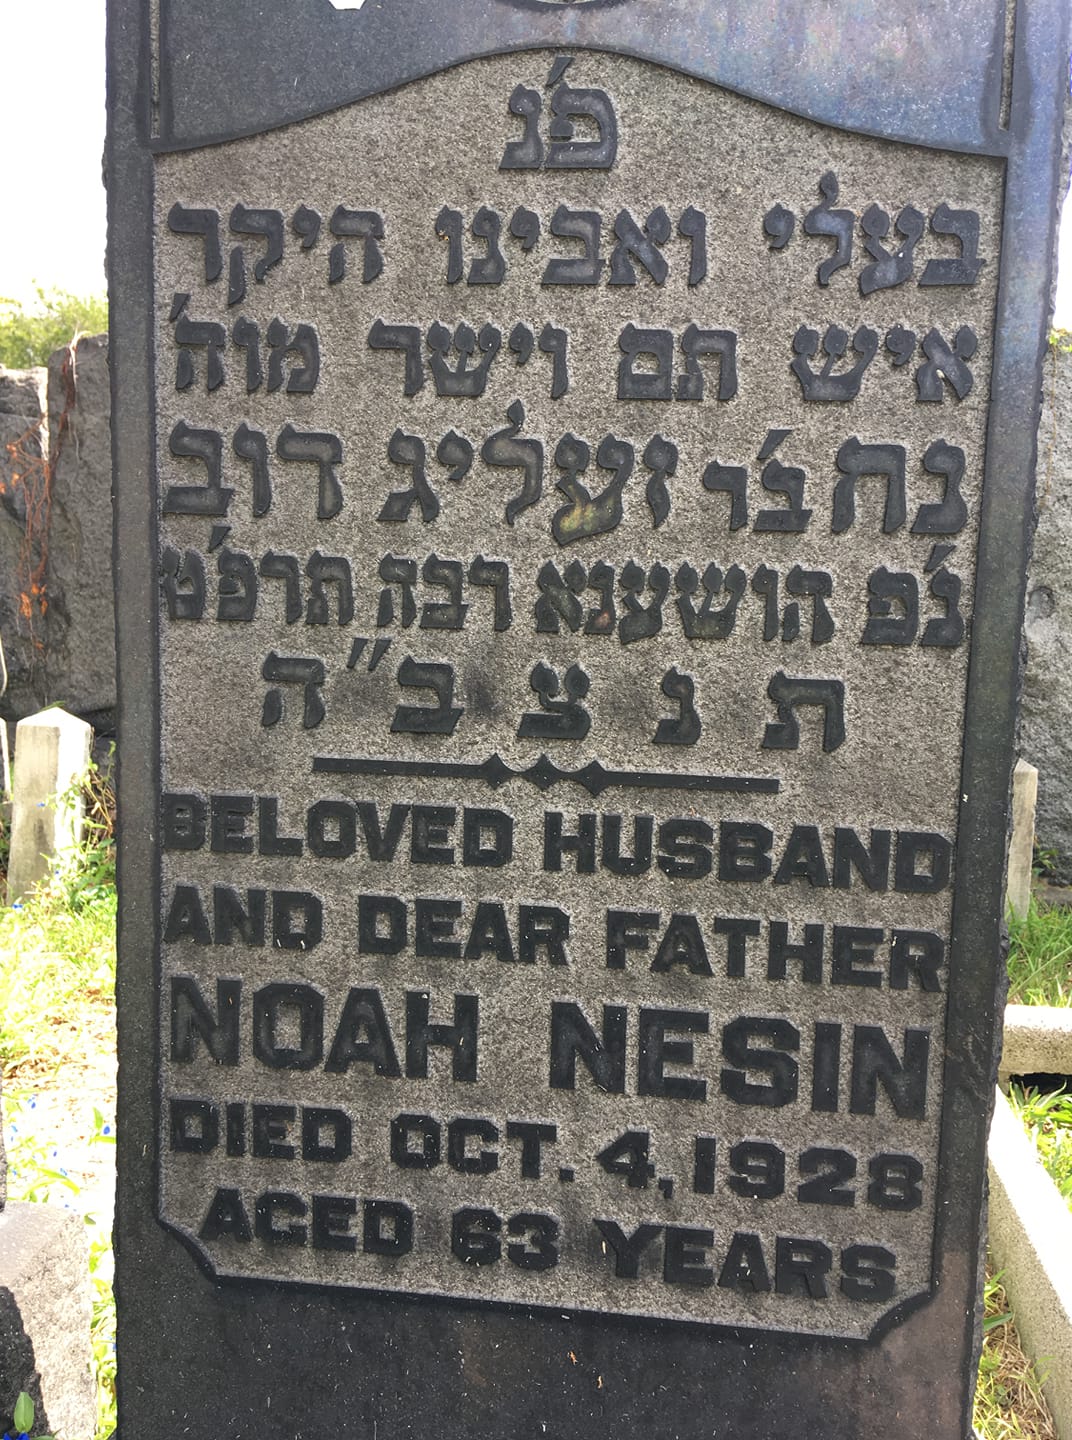 פ'נ
בעלי ואבינו היקר
איש תם וישר מוה'
נח ב'ר זעליג דוב
נ'פ הושענא רבה תרפ'ט
ת נ צ ב"ה
BELOVED HUSBAND
AND DEAR FATHER
NOAH NESIN
DIED OCT. 4, 1928
AGED 63 YEARS